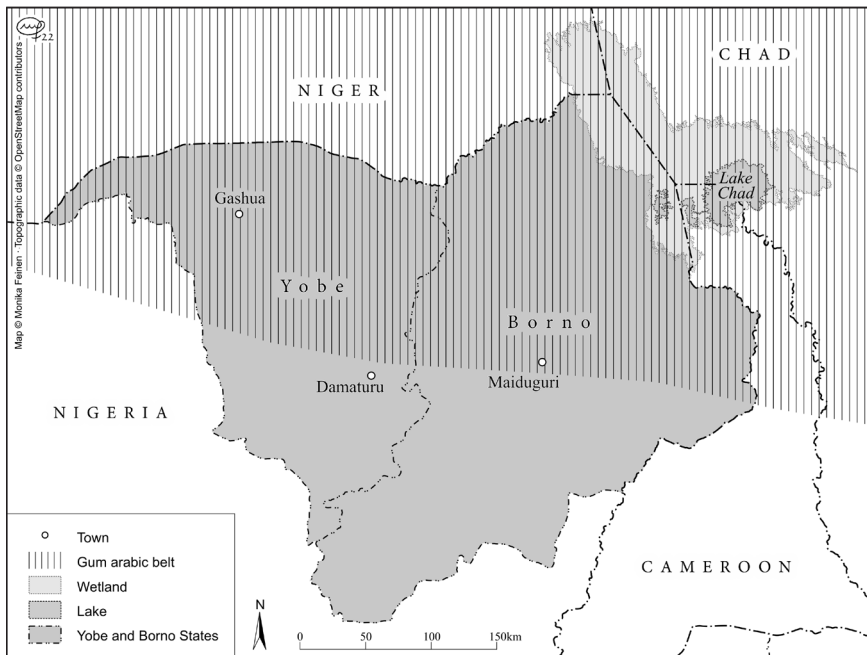 22
Map © Monika Feinen · Topographic data © OpenStreetMap contributors
CHAD
NIGER
Lake
Chad
Gashua
Yobe
Borno
Damaturu
Maiduguri
NIGERIA
CAMEROON
Town
Gum arabic belt
Wetland
Lake
Yobe and Borno States
N
0 50 100 150km